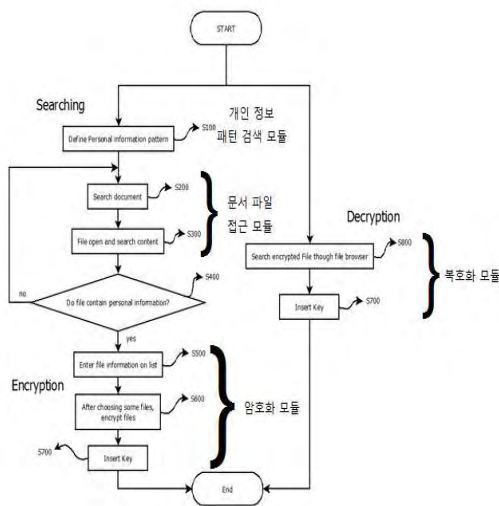 START
Searching
개인 정보
패턴 검색 모듈
Define Personal information pattern
S100
Search document
S200
문서 파일
접근 모듈
File open and search content
S300
Do file contain personal information?
S400
no
yes
Enter file information on list
S500
Encryption
After choosing some files,
encrypt files
S600
암호화 모듈
Insert Key
S700
Decryption
Search encrypted File though file browser
S800
복호화 모듈
Insert Key
S700
End